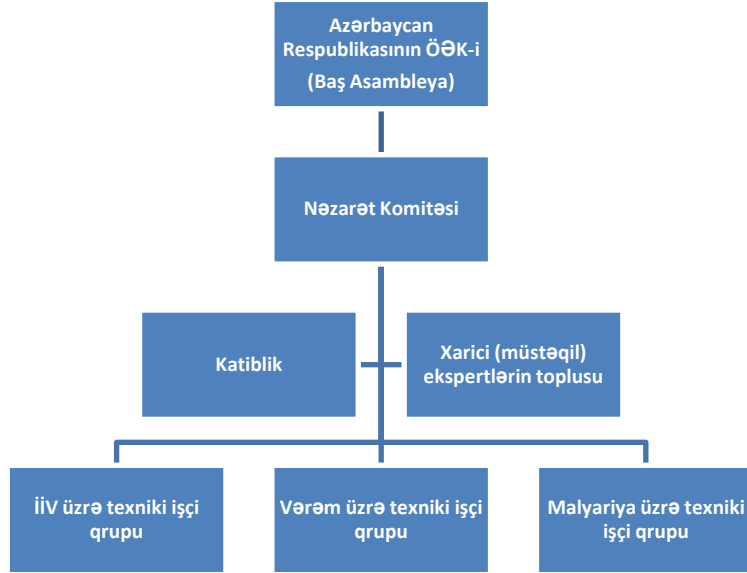 Azərbaycan
Respublikasının ÖƏK-i
(Baş Asambleya)
Nəzarət Komitəsi
Katiblik
Xarici (müstəqil)
ekspertlərin toplusu
İİV üzrə texniki işçi
qrupu
Vərəm üzrə texniki işçi
qrupu
Malyariya üzrə texniki
işçi qrupu